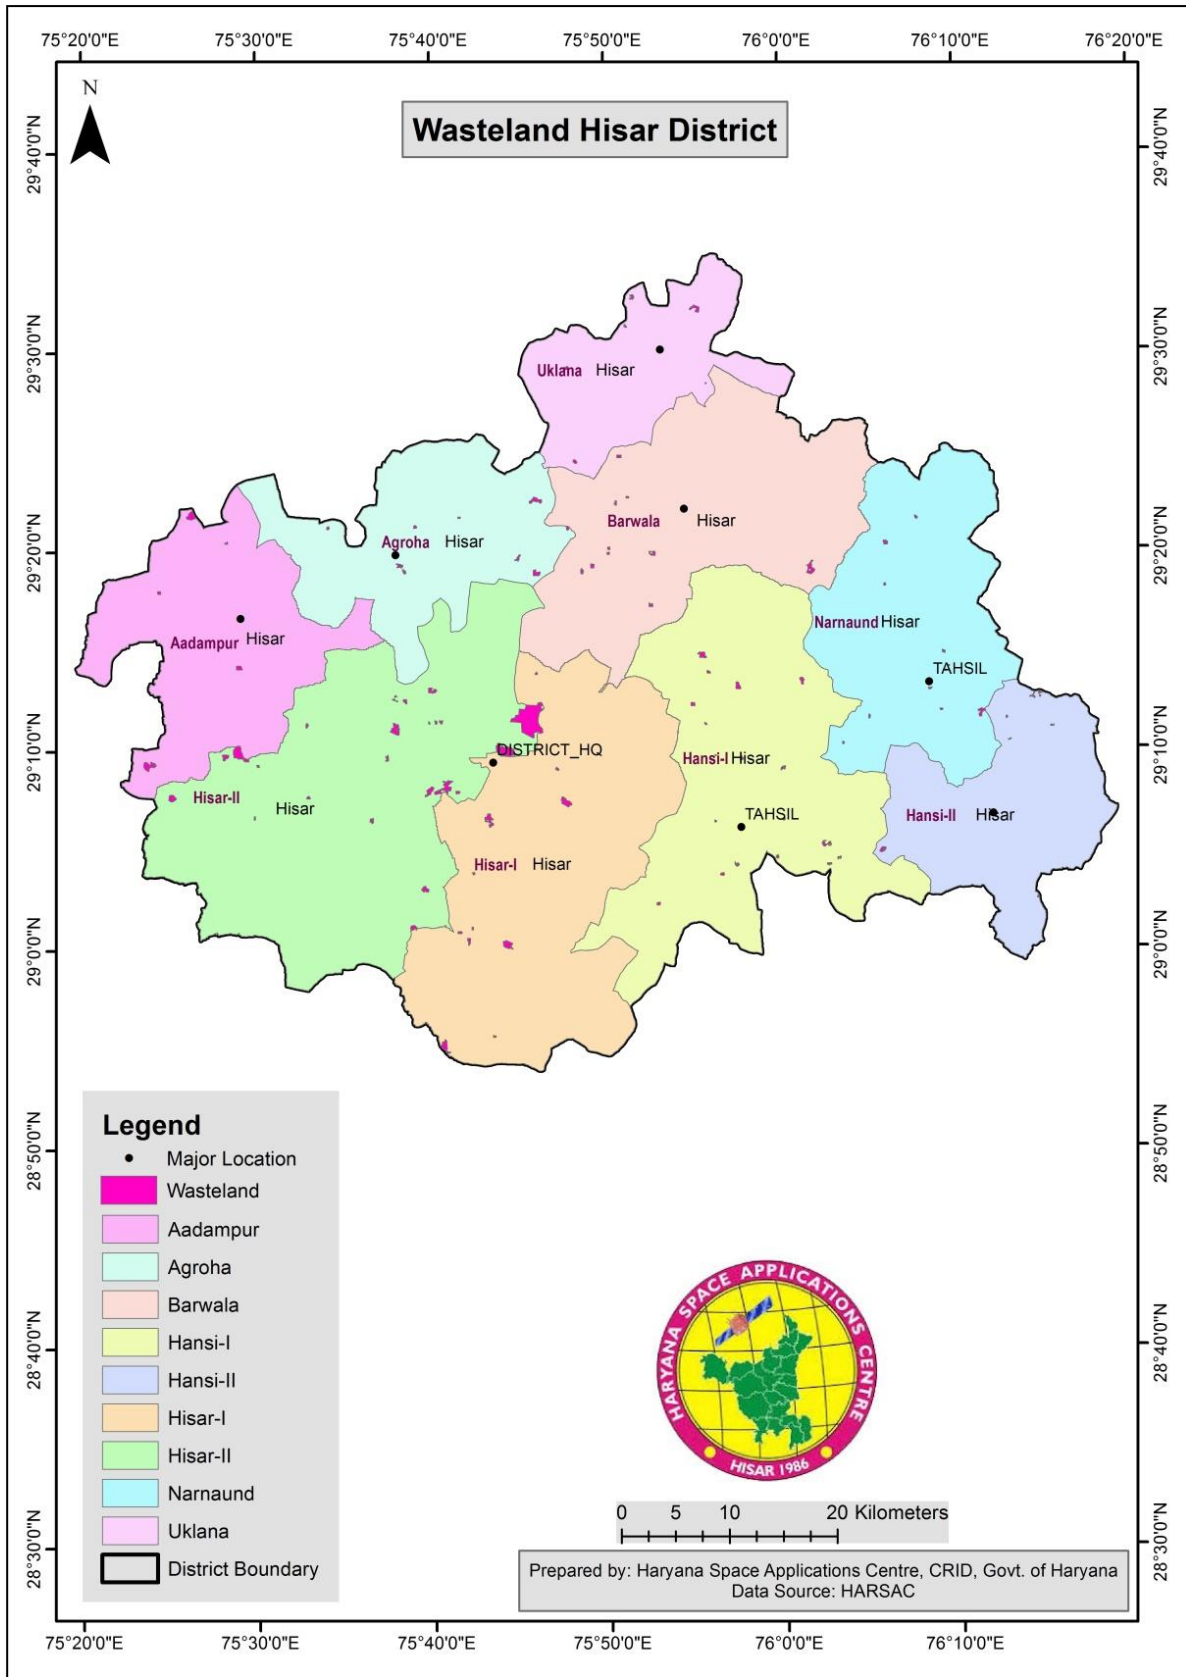 75°20'0"E 75°30'0"E 75°40'0"E 75°50'0"E 76°0'0"E 76°10'0"E 76°20'0"E
N
Wasteland Hisar District
29°40'0"N 29°40'0"N
29°30'0"N 29°30'0"N
Uklana Hisar
Barwala Hisar
Agroha Hisar
29°20'0"N 29°20'0"N
Narnaund Hisar
Aadampur Hisar
TAHSIL
29°10'0"N 29°10'0"N
DISTRICT_HQ
Hansi-I Hisar
Hisar-II Hisar
TAHSIL
Hansi-II Hisar
Hisar-I Hisar
29°0'0"N 29°0'0"N
28°50'0"N 28°50'0"N
Legend
Major Location
Wasteland
Aadampur
Agroha
Barwala
Hansi-I
Hansi-II
Hisar-I
Hisar-II
Narnaund
Uklana
District Boundary
28°40'0"N 28°40'0"N
HARYANA SPACE APPLICATIONS CENTRE
HISAR 1986
0 5 10 20 Kilometers
28°30'0"N 28°30'0"N
Prepared by: Haryana Space Applications Centre, CRID, Govt. of Haryana
Data Source: HARSAC
75°20'0"E 75°30'0"E 75°40'0"E 75°50'0"E 76°0'0"E 76°10'0"E